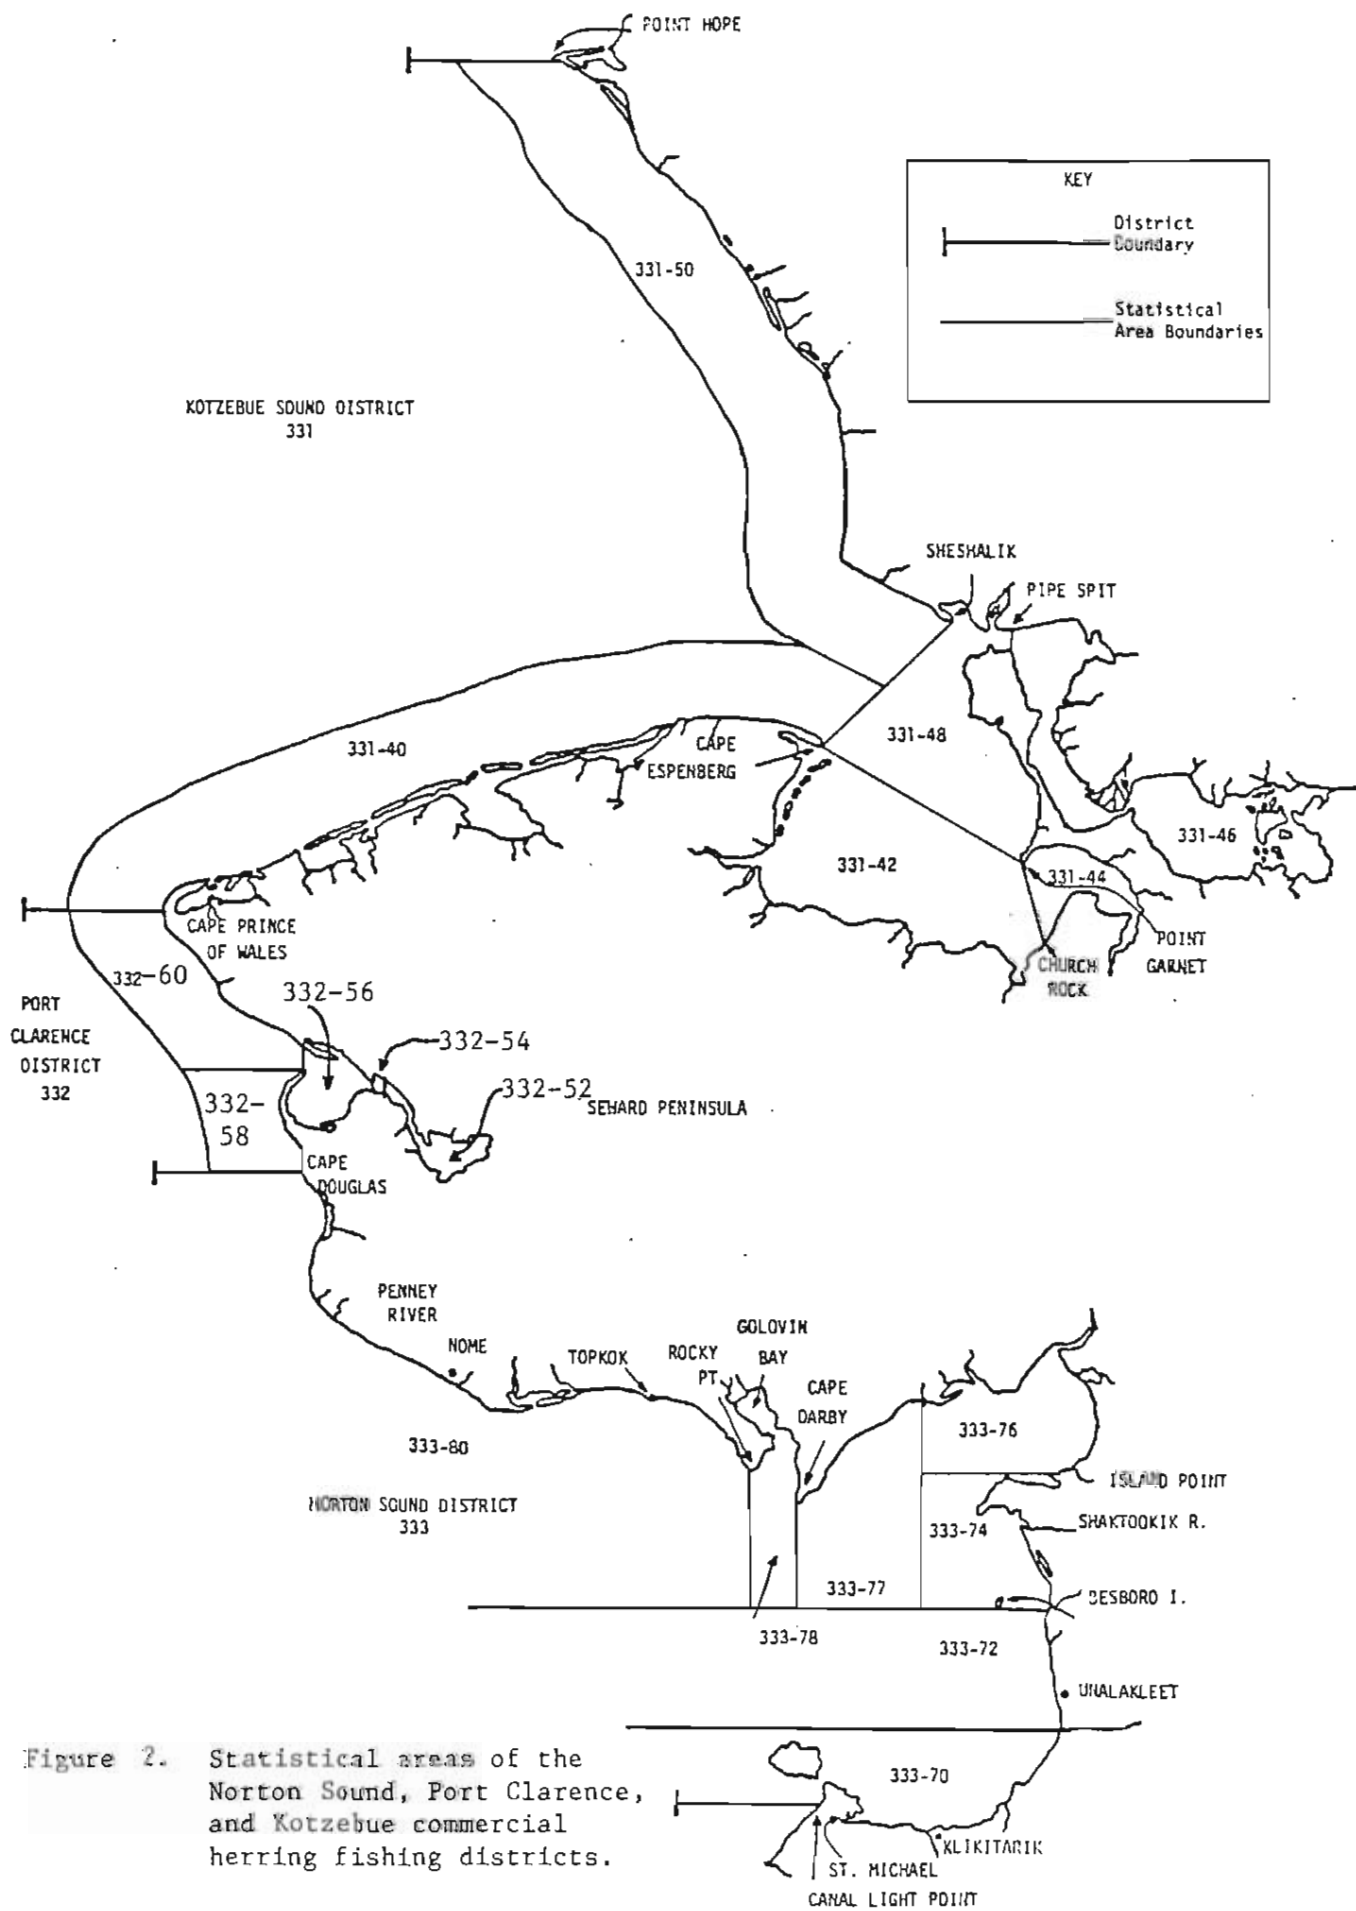 POINT HOPE
KEY
District
Boundary
Statistical
Area Boundaries
331-50
KOTZEBUE SOUND DISTRICT
331
SHESHALIK
PIPE SPIT
331-40
CAPE
ESPENBERG
331-48
331-46
331-42
331-44
CAPE PRINCE
OF WALES
POINT
GARNET
CHURCH
ROCK
332-60
332-56
PORT
CLARENCE
DISTRICT
332
332-54
332-52
SEWARD PENINSULA
332-
58
CAPE
DOUGLAS
PENNEY
RIVER
NOME
TOPKOK
ROCKY
PT
GOLOVIN
BAY
CAPE
DARBY
333-80
333-76
ISLAND POINT
NORTON SOUND DISTRICT
333
333-74
SHAKTOOKIK R.
333-77
BESBORO I.
333-78
333-72
UNALAKLEET
333-70
KLIKITARIK
ST. MICHAEL
CANAL LIGHT POINT
Figure 2. Statistical areas of the
Norton Sound, Port Clarence,
and Kotzebue commercial
herring fishing districts.